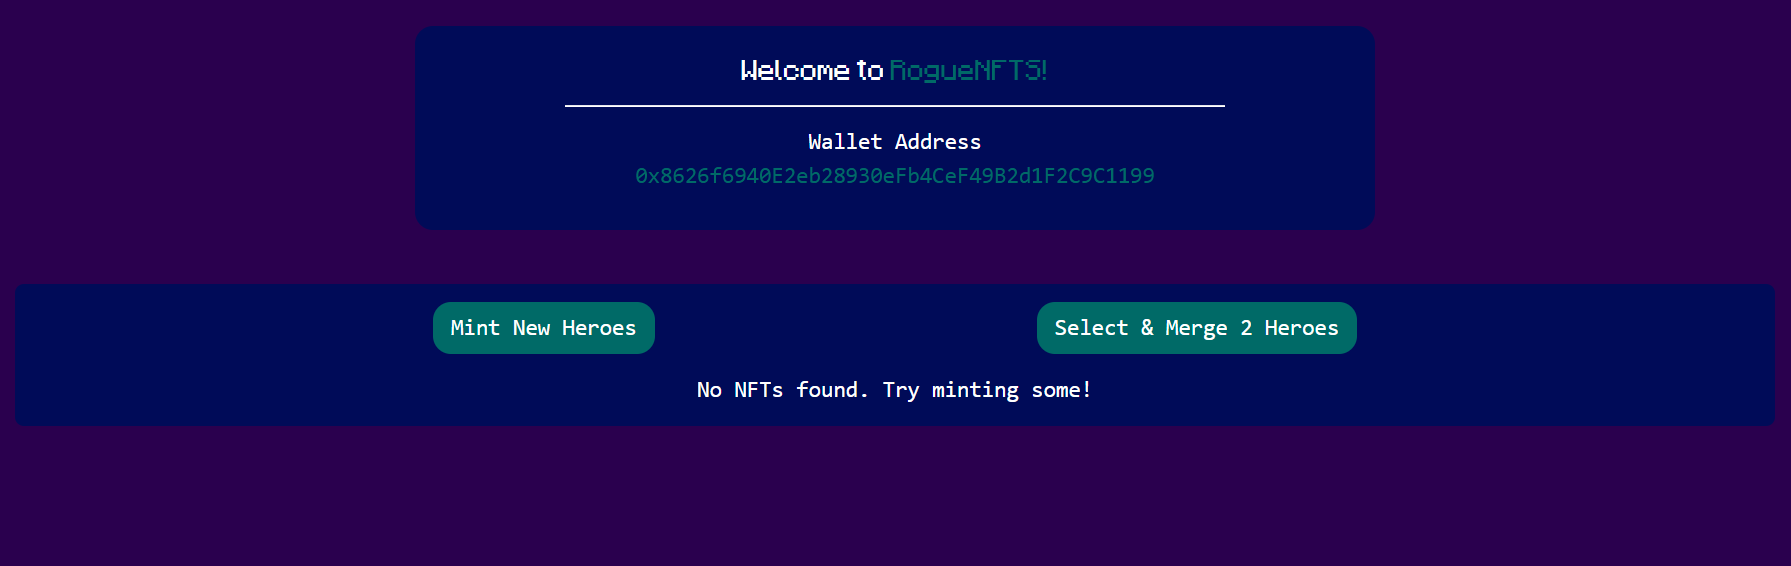 Welcome to RogueNFTS!
Wallet Address
0x8626f6940E2eb28930eFb4CeF49B2d1F2C9C1199
Mint New Heroes
Select & Merge 2 Heroes
No NFTs found. Try minting some!